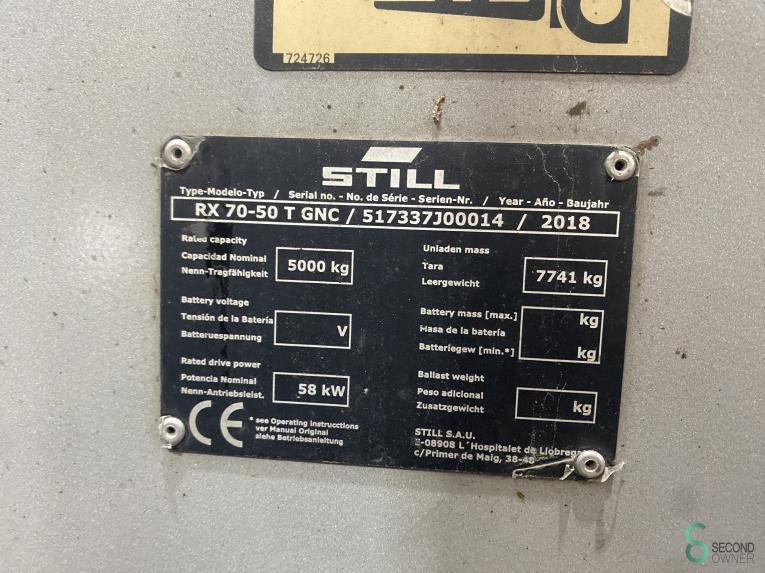 724726
STILL
Type-Modelo-Typ / Serial no. - No. de Série - Serien-Nr. / Year - Año - Baujahr
RX 70-50 T GNC / 517337J00014 / 2018
Rated capacity
Capacidad Nominal
Nenn-Tragfähigkeit
5000 kg
Unladen mass
Tara
Leergewicht
7741 kg
Battery voltage
Tensión de la Batería
Batteruespannung
V
Battery mass [max.]
Hasa de la batería
Batteriegew [min.*]
kg
kg
Rated drive power
Potencia Nominal
Nenn-Antriebsleist.
58 kW
Ballast weight
Peso adicional
Zusatzgewicht
kg
CE
* see Operating instrucctions
ver Manual Original
siehe Betriebsanleitung
STILL S.A.U.
E-08908 L´Hospitalet de Llobrega
c/Primer de Maig, 38-48
SECOND
OWNER